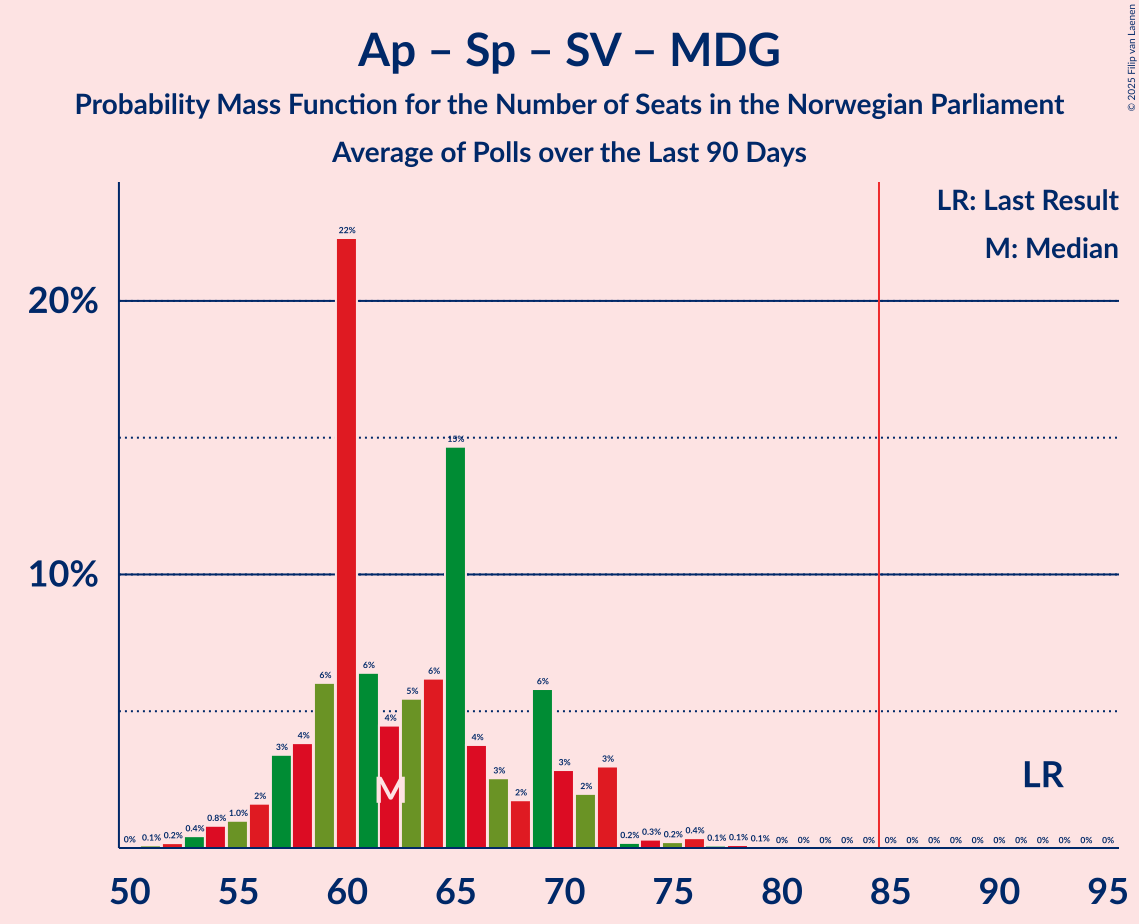 Ap – Sp – SV – MDG
Probability Mass Function for the Number of Seats in the Norwegian Parliament
Average of Polls over the Last 90 Days
© 2025 Filip van Laenen
LR: Last Result
M: Median
20%
10%
0% 0.1% 0.2% 0.4% 0.8% 1.0% 2% 3% 4% 6% 22% 6% 4% 5% 6% 15% 4% 3% 2% 6% 3% 2% 3% 0.2% 0.3% 0.2% 0.4% 0.1% 0.1% 0.1% 0% 0% 0% 0% 0% 0% 0% 0% 0% 0% 0% 0% 0% 0% 0% 0%
M
LR
50 55 60 65 70 75 80 85 90 95